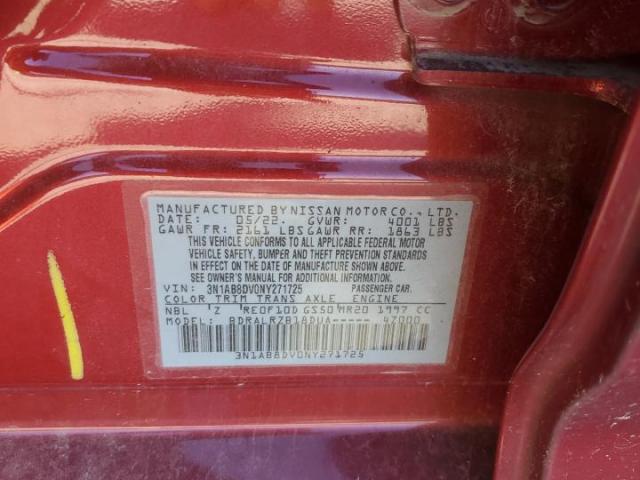 MANUFACTURED BY NISSAN MOTOR CO., LTD.
DATE: 05/22 GVWR: 4001 LBS
GAWR FR: 2161 LBS GAWR RR: 1863 LBS
THIS VEHICLE CONFORMS TO ALL APPLICABLE FEDERAL MOTOR
VEHICLE SAFETY, BUMPER AND THEFT PREVENTION STANDARDS
IN EFFECT ON THE DATE OF MANUFACTURE SHOWN ABOVE.
SEE OWNER'S MANUAL FOR ADDITIONAL INFORMATION.
VIN: 3N1AB8DV0NY271725 PASSENGER CAR
COLOR TRIM TRANS AXLE ENGINE
NBL Z RE0F10D GS50 MR20 1997 CC
MODEL: BDRALRZB18DUA----- 47000
3N1AB8DV0NY271725